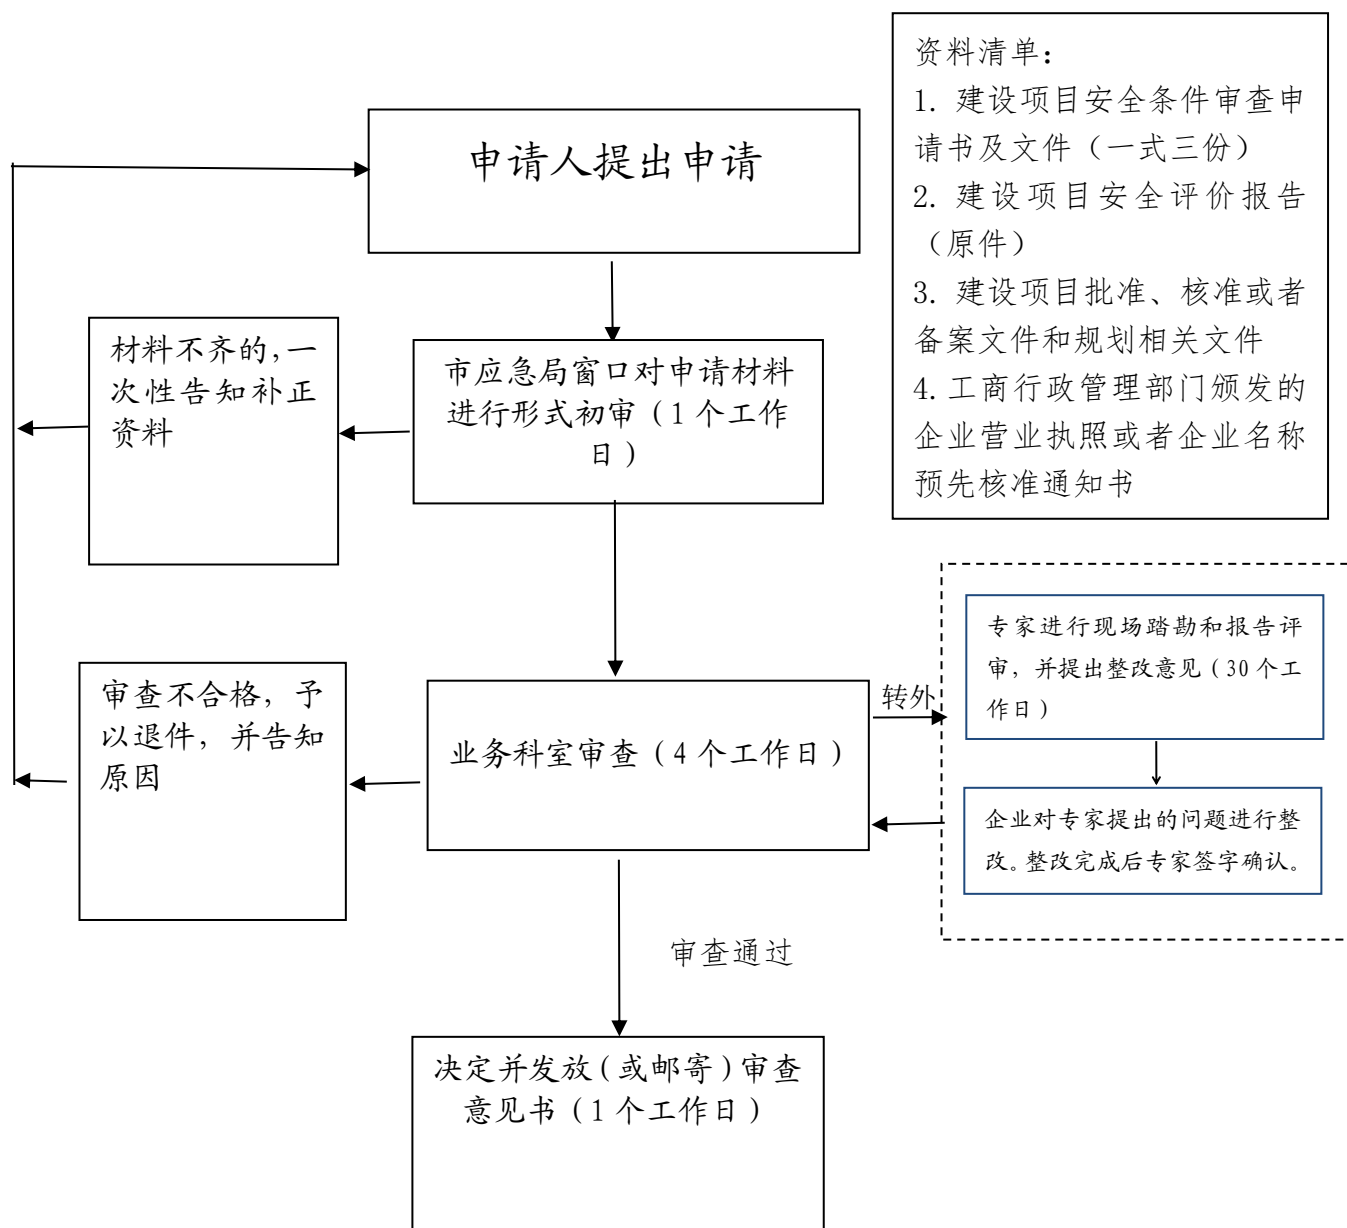 资料清单：
1. 建设项目安全条件审查申
请书及文件（一式三份）
2. 建设项目安全评价报告
（原件）
3. 建设项目批准、核准或者
备案文件和规划相关文件
4. 工商行政管理部门颁发的
企业营业执照或者企业名称
预先核准通知书
申请人提出申请
材料不齐的，一
次性告知补正
资料
市应急局窗口对申请材料
进行形式初审（1 个工作
日）
专家进行现场踏勘和报告评
审，并提出整改意见（30 个工
作日）
审查不合格，予
以退件，并告知
原因
业务科室审查（4 个工作日）
转外
企业对专家提出的问题进行整
改。整改完成后专家签字确认。
审查通过
决定并发放（或邮寄）审查
意见书（1 个工作日）